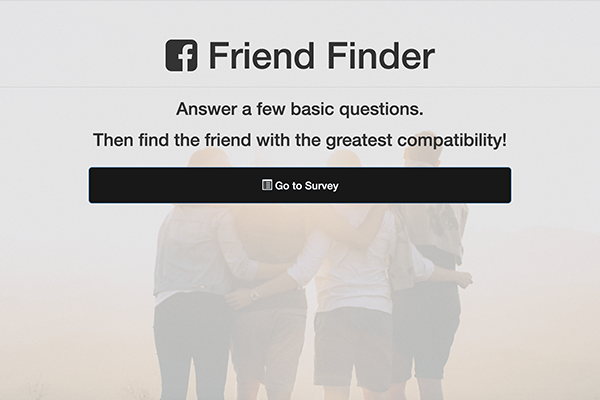 Friend Finder
Answer a few basic questions.
Then find the friend with the greatest compatibility!
Go to Survey